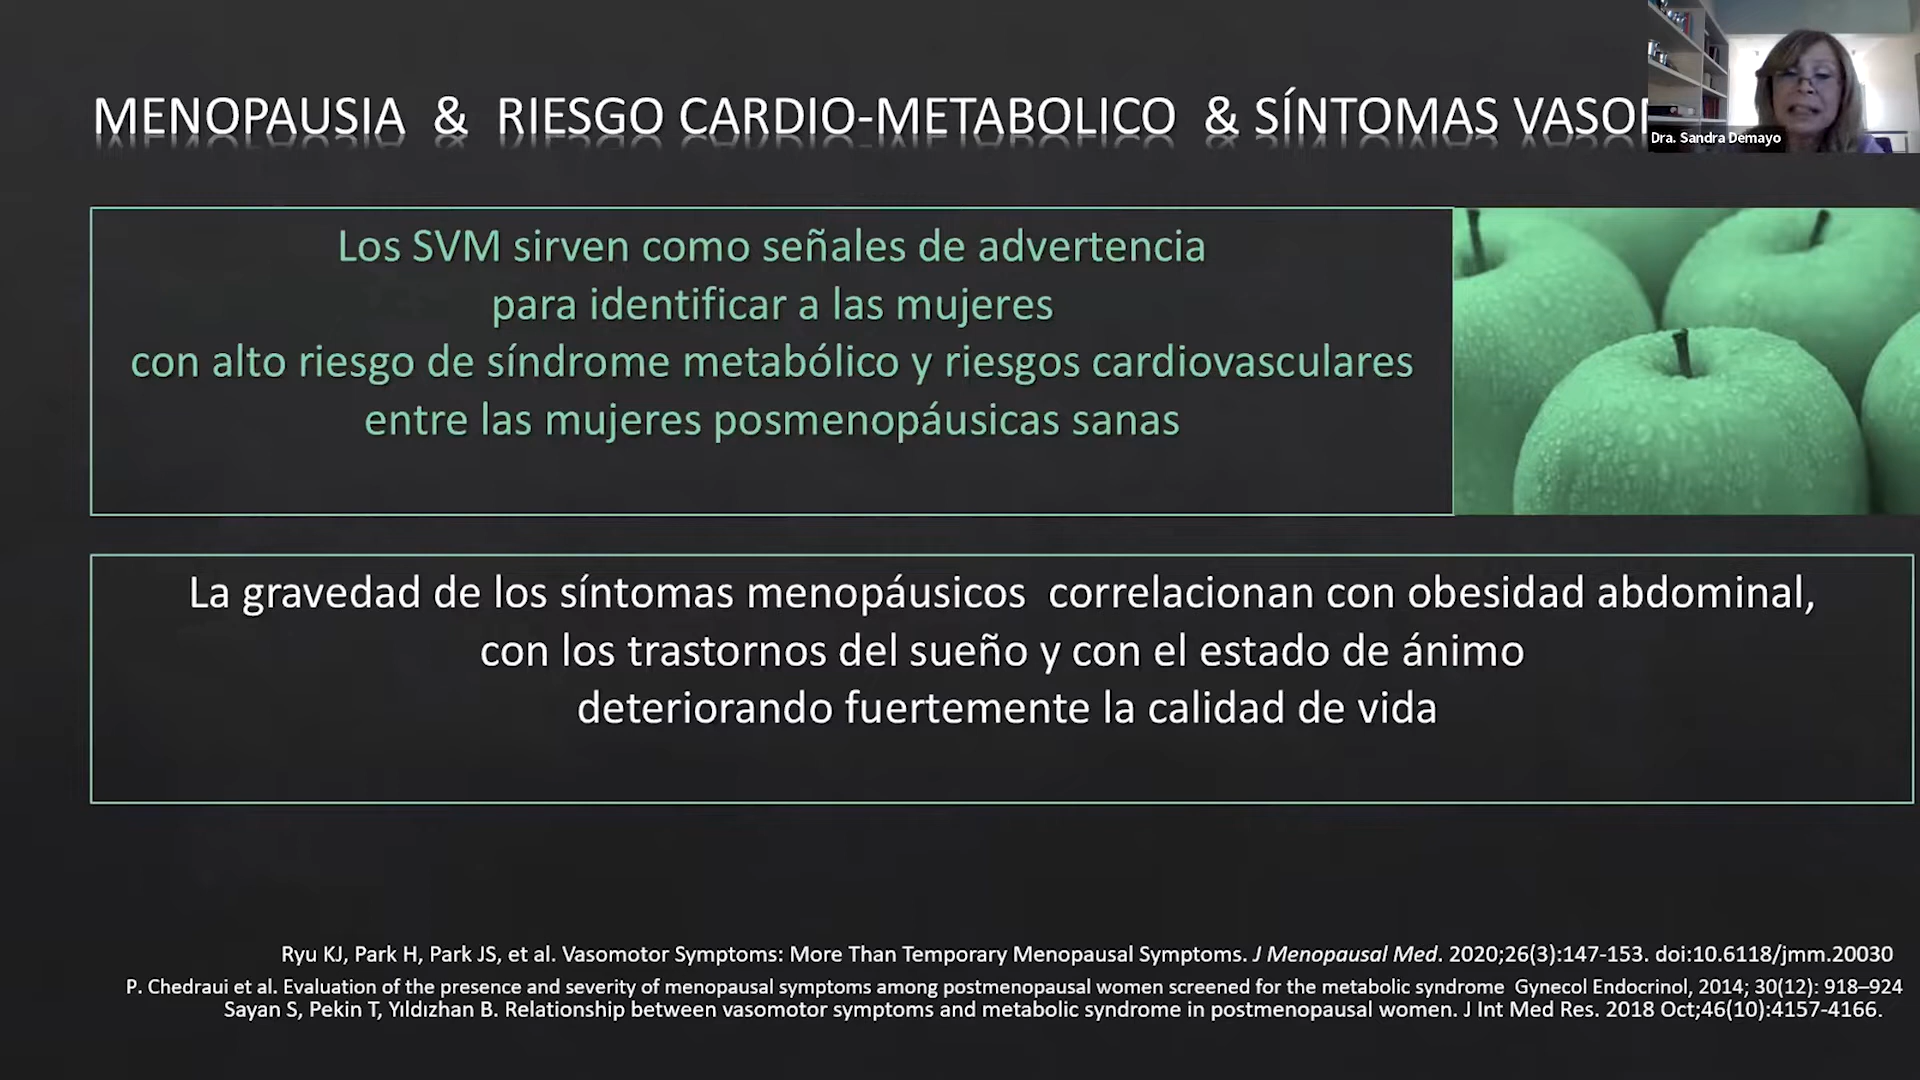 MENOPAUSIA & RIESGO CARDIO-METABOLICO & SÍNTOMAS
Dra. Sandra Demayo
Los SVM sirven como señales de advertencia
para identificar a las mujeres
con alto riesgo de síndrome metabólico y riesgos cardiovasculares
entre las mujeres posmenopáusicas sanas
La gravedad de los síntomas menopáusicos correlacionan con obesidad abdominal,
con los trastornos del sueño y con el estado de ánimo
deteriorando fuertemente la calidad de vida
Ryu KJ, Park H, Park JS, et al. Vasomotor Symptoms: More Than Temporary Menopausal Symptoms. J Menopausal Med. 2020;26(3):147-153. doi:10.6118/jmm.20030
P. Chedraui et al. Evaluation of the presence and severity of menopausal symptoms among postmenopausal women screened for the metabolic syndrome Gynecol Endocrinol, 2014; 30(12): 918–924
Sayan S, Pekin T, Yıldızhan B. Relationship between vasomotor symptoms and metabolic syndrome in postmenopausal women. J Int Med Res. 2018 Oct;46(10):4157-4166.